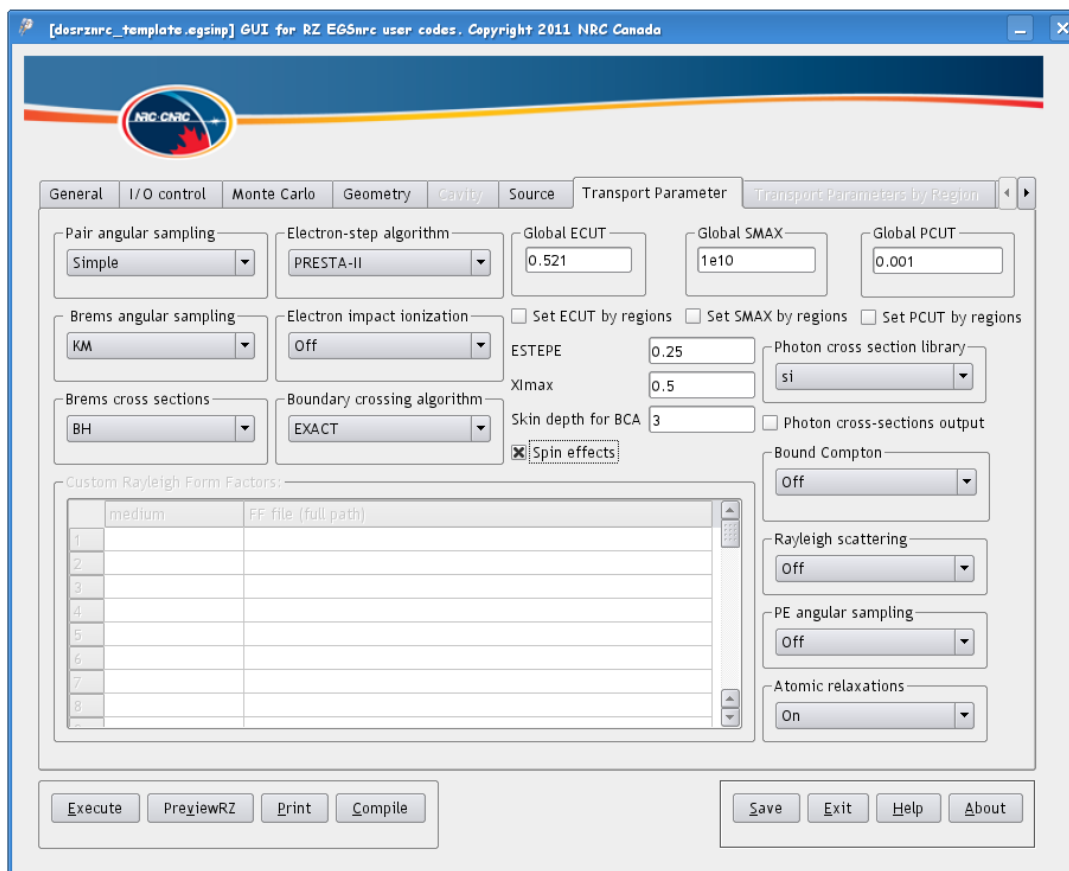 [dosrznrc_template.egsinp] GUI for RZ EGSnrc user codes. Copyright 2011 NRC Canada
NRC·CNRC
General I/O control Monte Carlo Geometry Cavity Source Transport Parameter Transport Parameters by Region
Pair angular sampling Electron-step algorithm Global ECUT Global SMAX Global PCUT
Simple PRESTA-II 0.521 1e10 0.001
Brems angular sampling Electron impact ionization Set ECUT by regions Set SMAX by regions Set PCUT by regions
KM Off ESTEPE 0.25 Photon cross section library
XImax 0.5 si
Brems cross sections Boundary crossing algorithm Skin depth for BCA 3 Photon cross-sections output
BH EXACT Spin effects Bound Compton
Off
Custom Rayleigh Form Factors:
medium FF file (full path)
1
2
3
4
5
6
7
8
Rayleigh scattering
Off
PE angular sampling
Off
Atomic relaxations
On
Execute PreviewRZ Print Compile Save Exit Help About